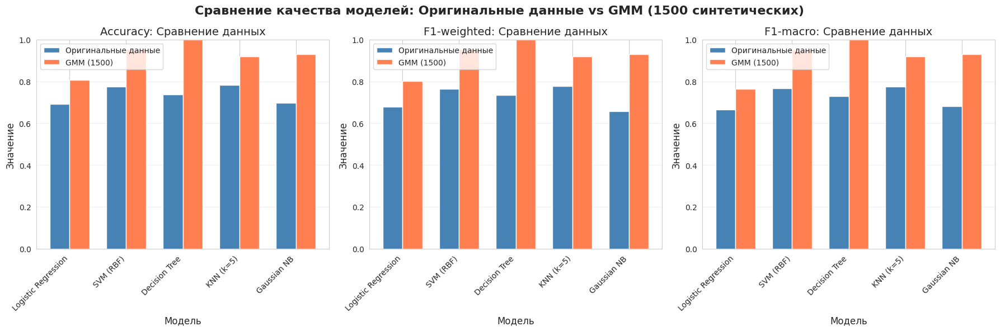 Сравнение качества моделей: Оригинальные данные vs GMM (1500 синтетических)
Accuracy: Сравнение данных
Значение
1.0
0.8
0.6
0.4
0.2
0.0
Оригинальные данные
GMM (1500)
Logistic Regression
SVM (RBF)
Decision Tree
KNN (k=5)
Gaussian NB
Модель
F1-weighted: Сравнение данных
Значение
1.0
0.8
0.6
0.4
0.2
0.0
Оригинальные данные
GMM (1500)
Logistic Regression
SVM (RBF)
Decision Tree
KNN (k=5)
Gaussian NB
Модель
F1-macro: Сравнение данных
Значение
1.0
0.8
0.6
0.4
0.2
0.0
Оригинальные данные
GMM (1500)
Logistic Regression
SVM (RBF)
Decision Tree
KNN (k=5)
Gaussian NB
Модель